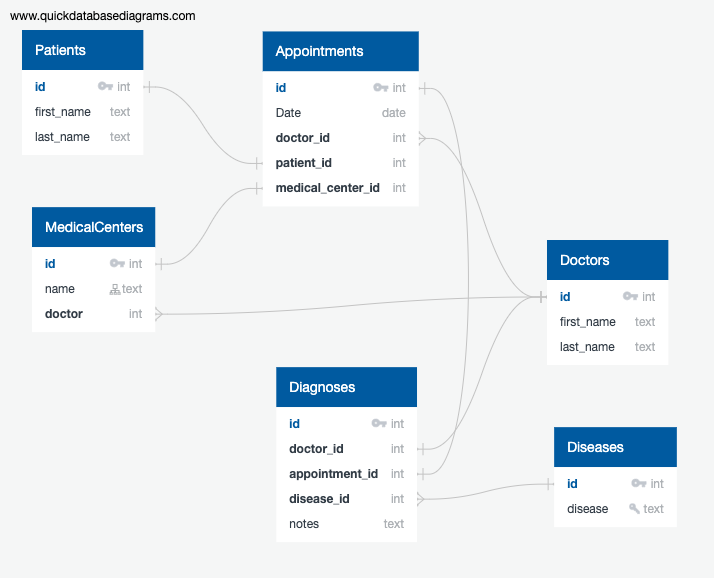 www.quickdatabasediagrams.com
Patients
id int
first_name text
last_name text
Appointments
id int
Date date
doctor_id int
patient_id int
medical_center_id int
MedicalCenters
id int
name text
doctor int
Doctors
id int
first_name text
last_name text
Diagnoses
id int
doctor_id int
appointment_id int
disease_id int
notes text
Diseases
id int
disease text